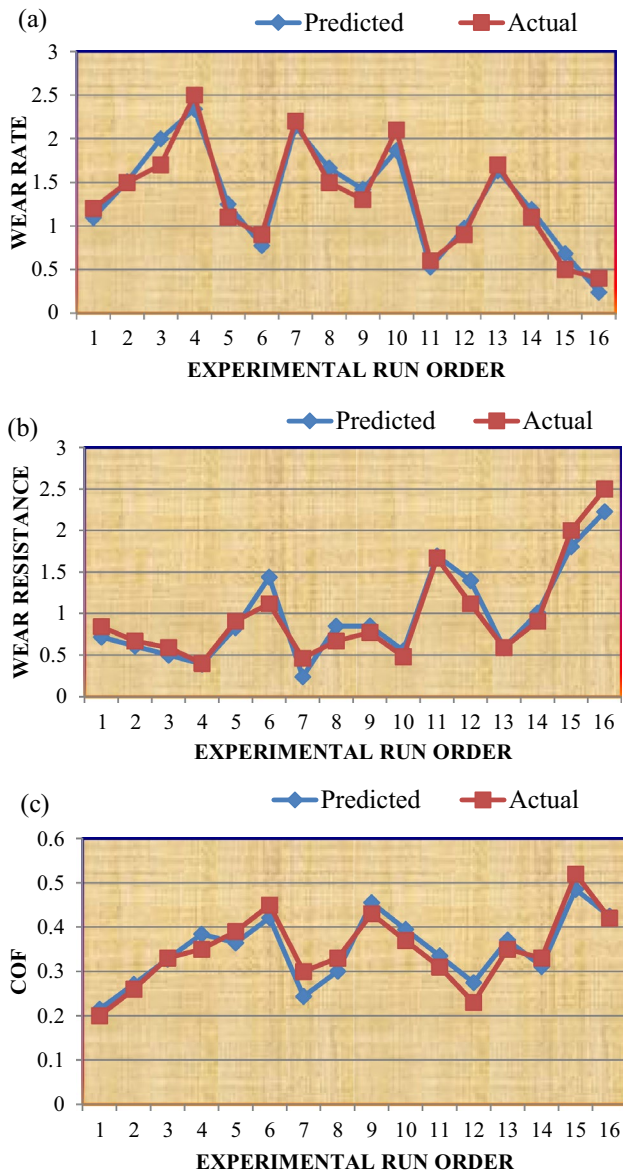 (a)
Predicted Actual
3
2.5
2
1.5
1
0.5
0
WEAR RATE
1 2 3 4 5 6 7 8 9 10 11 12 13 14 15 16
EXPERIMENTAL RUN ORDER
(b)
Predicted Actual
3
2.5
2
1.5
1
0.5
0
WEAR RESISTANCE
1 2 3 4 5 6 7 8 9 10 11 12 13 14 15 16
EXPERIMENTAL RUN ORDER
(c)
Predicted Actual
0.6
0.5
0.4
0.3
0.2
0.1
0
COF
1 2 3 4 5 6 7 8 9 10 11 12 13 14 15 16
EXPERIMENTAL RUN ORDER